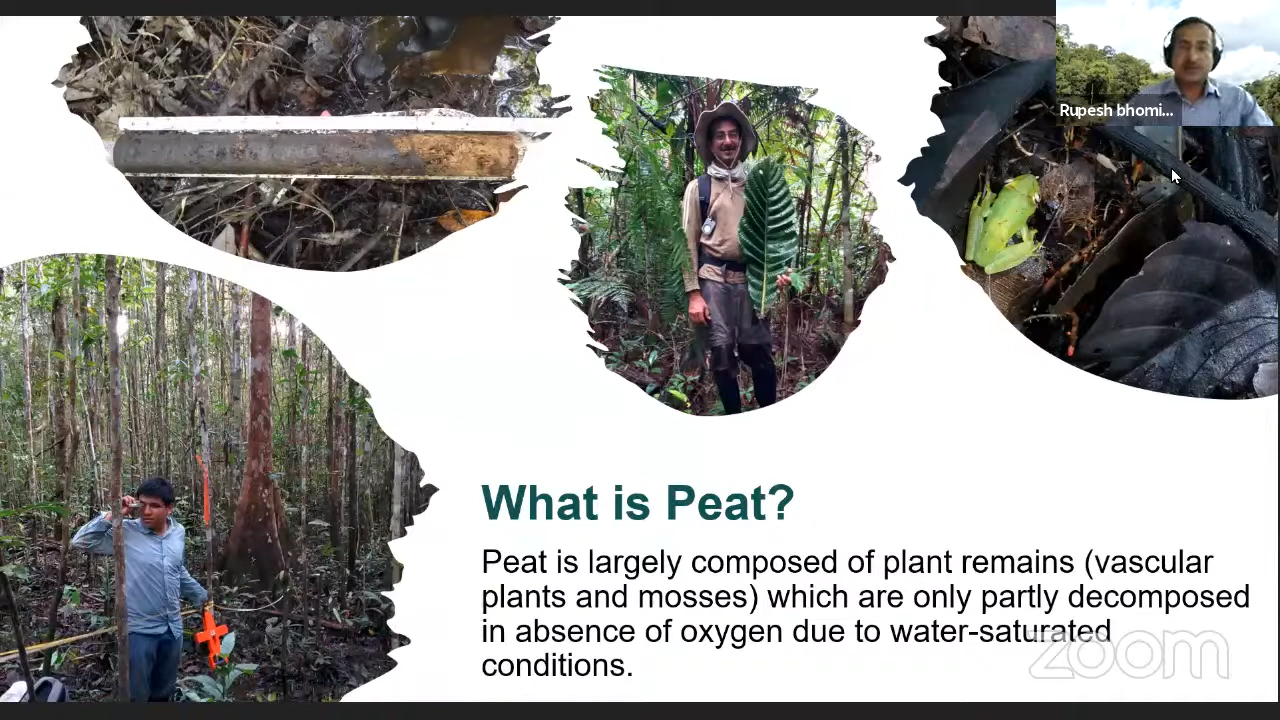 Rupesh bhomi...
What is Peat?
Peat is largely composed of plant remains (vascular
plants and mosses) which are only partly decomposed
in absence of oxygen due to water-saturated
conditions.
zoom